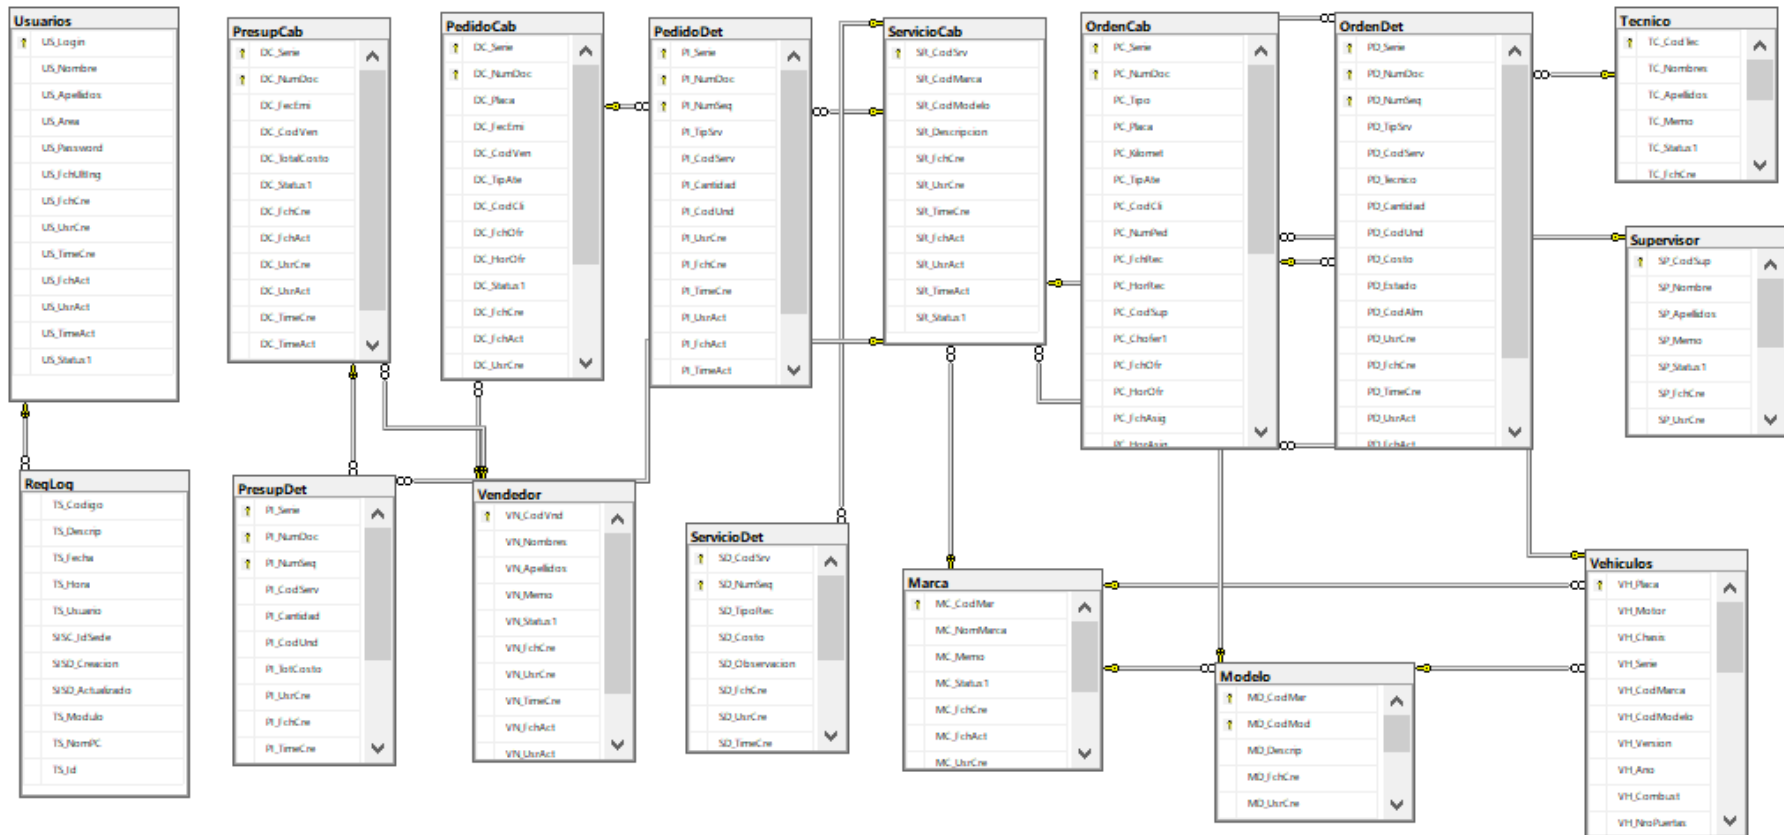 Usuarios
US_Login
US_Nombre
US_Apellidos
US_Area
US_Password
US_FchUltIng
US_FchCre
US_UsrCre
US_TimeCre
US_FchAct
US_UsrAct
US_TimeAct
US_Status1
PresupCab
DC_Serie
DC_NumDoc
DC_FecEmi
DC_CodVen
DC_TotalCosto
DC_Status1
DC_FchCre
DC_FchAct
DC_UsrCre
DC_UsrAct
DC_TimeCre
DC_TimeAct
PedidoCab
DC_Serie
DC_NumDoc
DC_Placa
DC_FecEmi
DC_CodVen
DC_TipAte
DC_CodCli
DC_FchOfr
DC_HorOfr
DC_Status1
DC_FchCre
DC_FchAct
DC_UsrCre
PedidoDet
PI_Serie
PI_NumDoc
PI_NumSeq
PI_TipSrv
PI_CodServ
PI_Cantidad
PI_CodUnd
PI_UsrCre
PI_FchCre
PI_TimeCre
PI_UsrAct
PI_FchAct
PI_TimeAct
ServicioCab
SR_CodSrv
SR_CodMarca
SR_CodModelo
SR_Descripcion
SR_FchCre
SR_UsrCre
SR_TimeCre
SR_FchAct
SR_UsrAct
SR_TimeAct
SR_Status1
OrdenCab
PC_Serie
PC_NumDoc
PC_Tipo
PC_Placa
PC_Kilomet
PC_TipAte
PC_CodCli
PC_NumPed
PC_FchRec
PC_HorRec
PC_CodSup
PC_Chofer1
PC_FchOfr
PC_HorOfr
PC_FchAsig
PC_HorAsig
OrdenDet
PD_Serie
PD_NumDoc
PD_NumSeq
PD_TipSrv
PD_CodServ
PD_Tecnico
PD_Cantidad
PD_CodUnd
PD_Costo
PD_Estado
PD_CodAlm
PD_UsrCre
PD_FchCre
PD_TimeCre
PD_UsrAct
PD_FchAct
Tecnico
TC_CodTec
TC_Nombres
TC_Apellidos
TC_Memo
TC_Status1
TC_FchCre
Supervisor
SP_CodSup
SP_Nombre
SP_Apellidos
SP_Memo
SP_Status1
SP_FchCre
SP_UsrCre
RegLog
TS_Codigo
TS_Descrip
TS_Fecha
TS_Hora
TS_Usuario
SISC_IdSede
SISD_Creacion
SISD_Actualizado
TS_Modulo
TS_NomPC
TS_Id
PresupDet
PI_Serie
PI_NumDoc
PI_NumSeq
PI_CodServ
PI_Cantidad
PI_CodUnd
PI_TotCosto
PI_UsrCre
PI_FchCre
PI_TimeCre
Vendedor
VN_CodVnd
VN_Nombres
VN_Apellidos
VN_Memo
VN_Status1
VN_FchCre
VN_UsrCre
VN_TimeCre
VN_FchAct
VN_UsrAct
ServicioDet
SD_CodSrv
SD_NumSeq
SD_TipoRec
SD_Costo
SD_Observacion
SD_FchCre
SD_UsrCre
SD_TimeCre
Marca
MC_CodMar
MC_NomMarca
MC_Memo
MC_Status1
MC_FchCre
MC_FchAct
MC_UsrCre
Modelo
MD_CodMar
MD_CodMod
MD_Descrip
MD_FchCre
MD_UsrCre
Vehiculos
VH_Placa
VH_Motor
VH_Chasis
VH_Serie
VH_CodMarca
VH_CodModelo
VH_Version
VH_Ano
VH_Combust
VH_NroPuertas